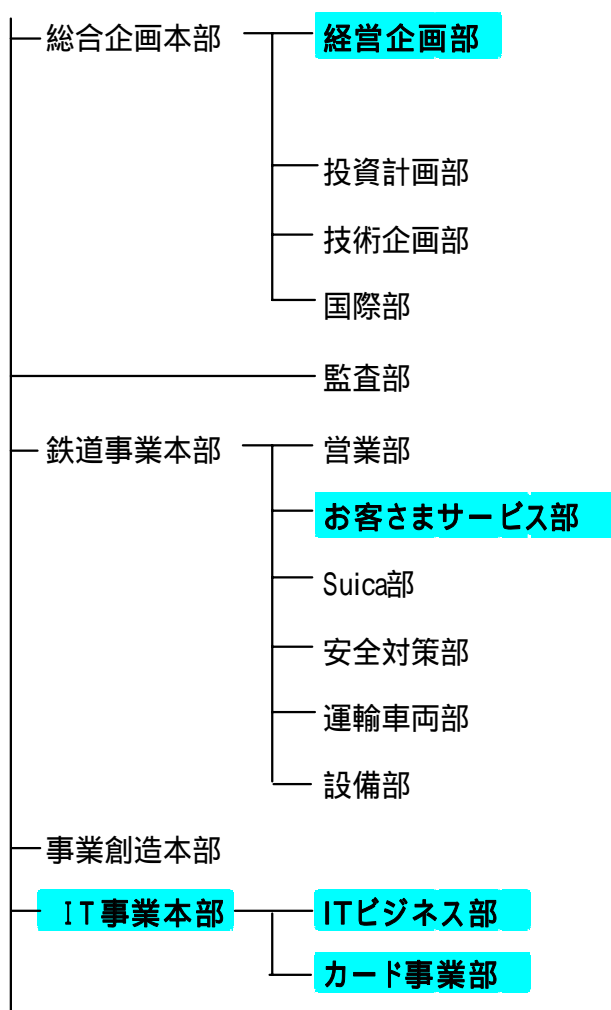 総合企画本部 経営企画部
投資計画部
技術企画部
国際部
監査部
鉄道事業本部 営業部
お客さまサービス部
Suica部
安全対策部
運輸車両部
設備部
事業創造本部
IT事業本部 ITビジネス部
カード事業部